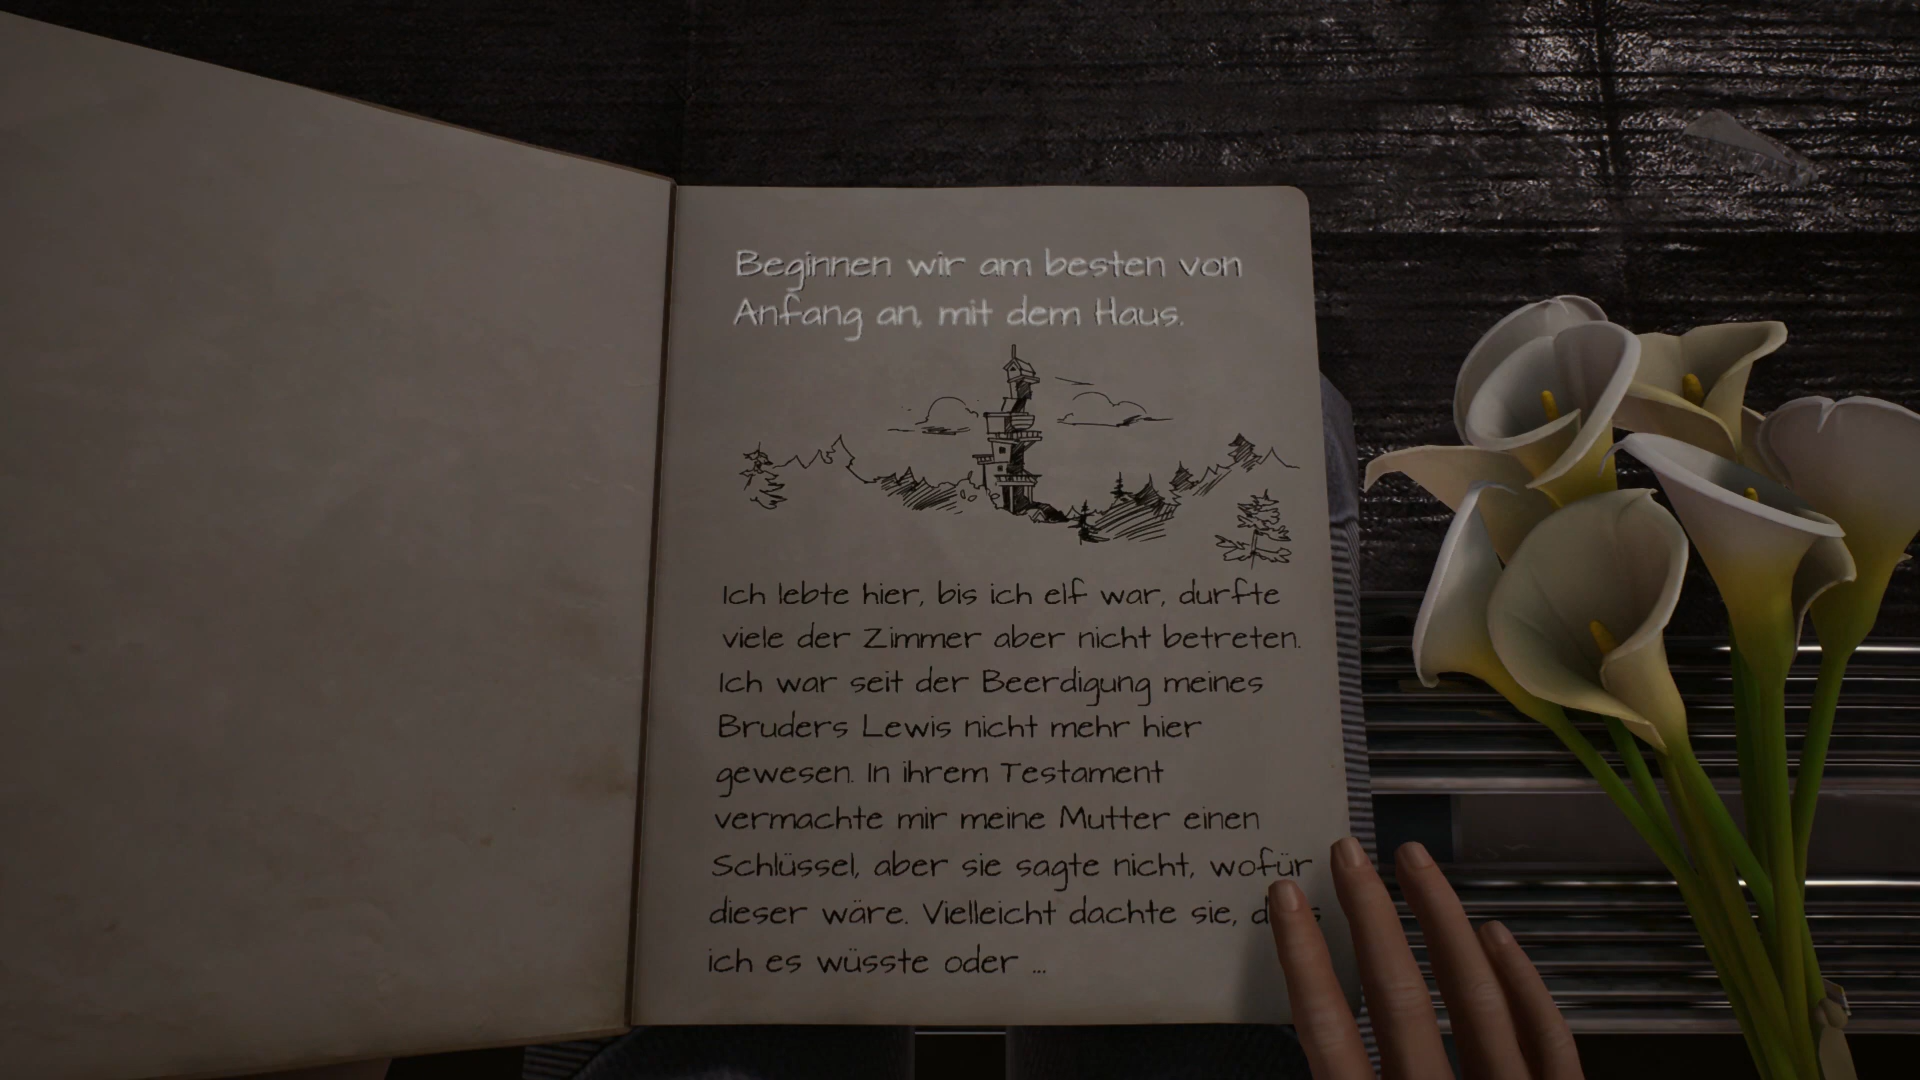 Beginnen wir am besten von
Anfang an, mit dem Haus.
Ich lebte hier, bis ich elf war, durfte
viele der Zimmer aber nicht betreten.
Ich war seit der Beerdigung meines
Bruders Lewis nicht mehr hier
gewesen. In ihrem Testament
vermachte mir meine Mutter einen
Schlüssel, aber sie sagte nicht, wofür
dieser wäre. Vielleicht dachte sie,
ich es wüsste oder ...